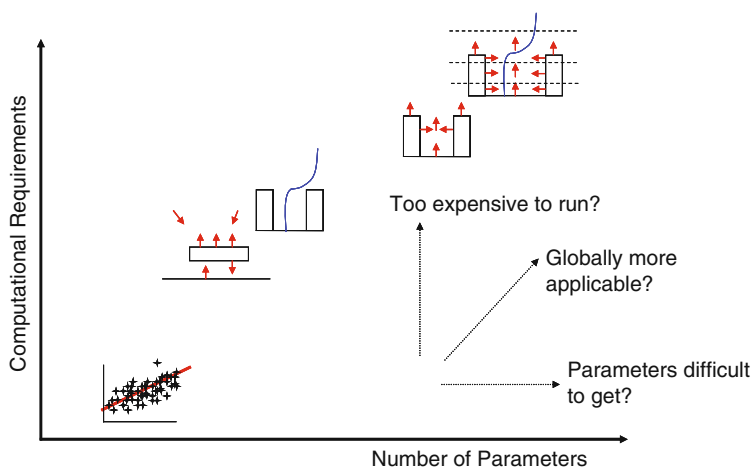 Computational Requirements
Too expensive to run?
Globally more
applicable?
Parameters difficult
to get?
Number of Parameters